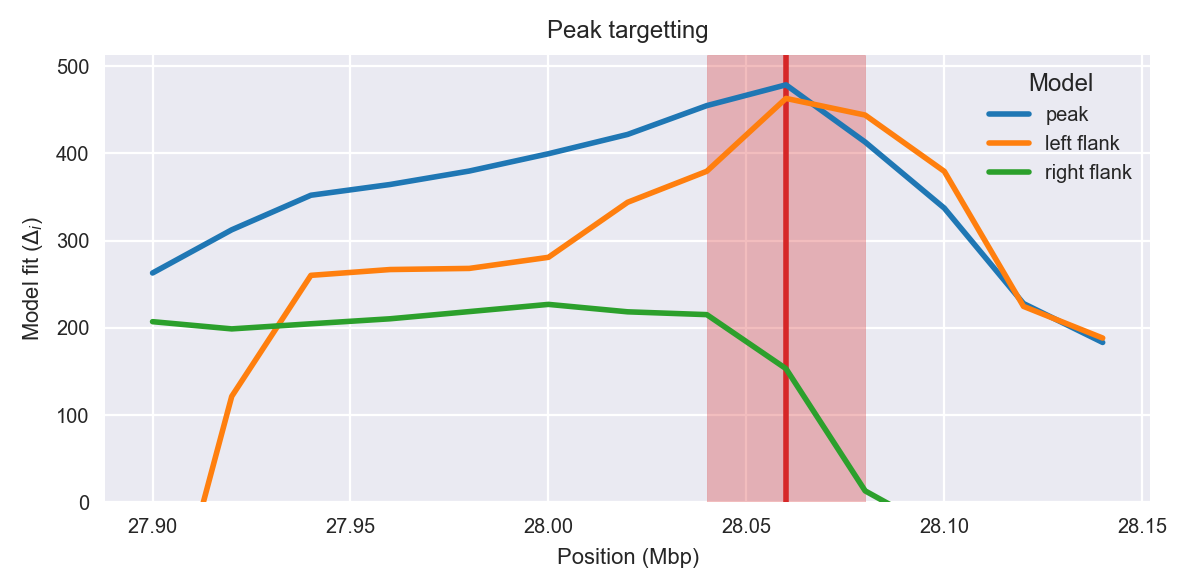 Peak targetting
Model
peak
left flank
right flank
Model fit (Δᵢ)
500
400
300
200
100
0
27.90 27.95 28.00 28.05 28.10 28.15
Position (Mbp)